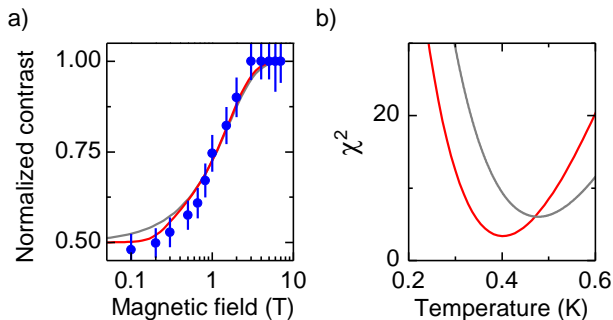 a)
b)
Normalized contrast
1.00
0.75
0.50
0.1
1
10
Magnetic field (T)
χ²
20
0
0.2
0.4
0.6
Temperature (K)